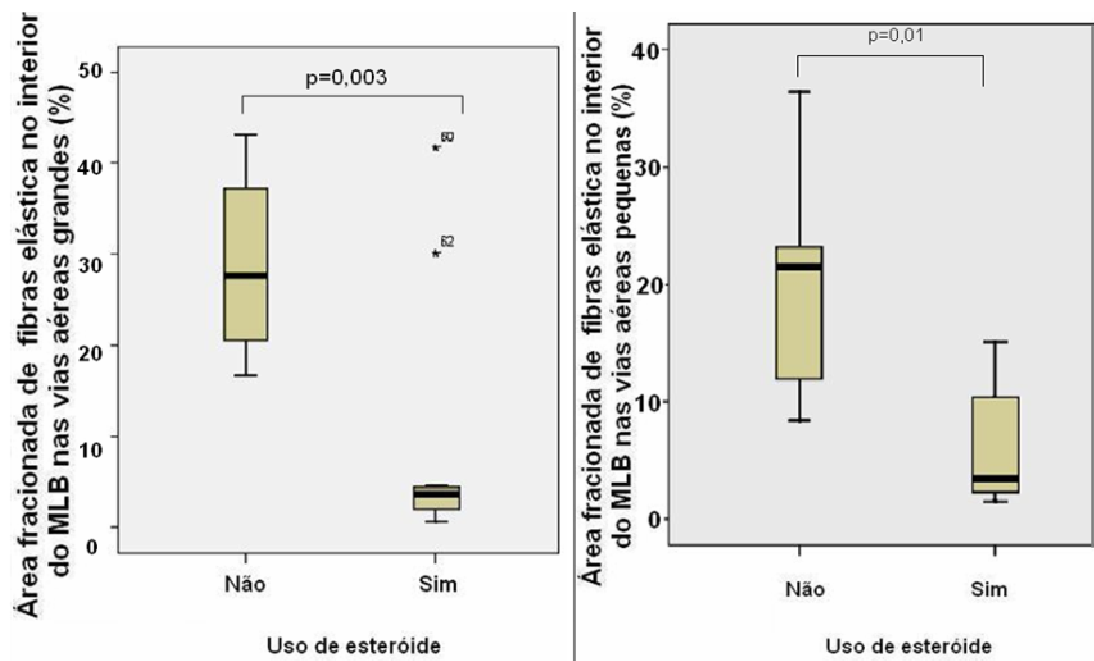 Área fracionada de fibras elástica no interior
do MLB nas vias aéreas grandes (%)
50
40
30
20
10
0
p=0,003
*
*
Não
Sim
Uso de esteróide
Área fracionada de fibras elástica no interior
do MLB nas vias aéreas pequenas (%)
40
30
20
10
0
p=0,01
Não
Sim
Uso de esteróide